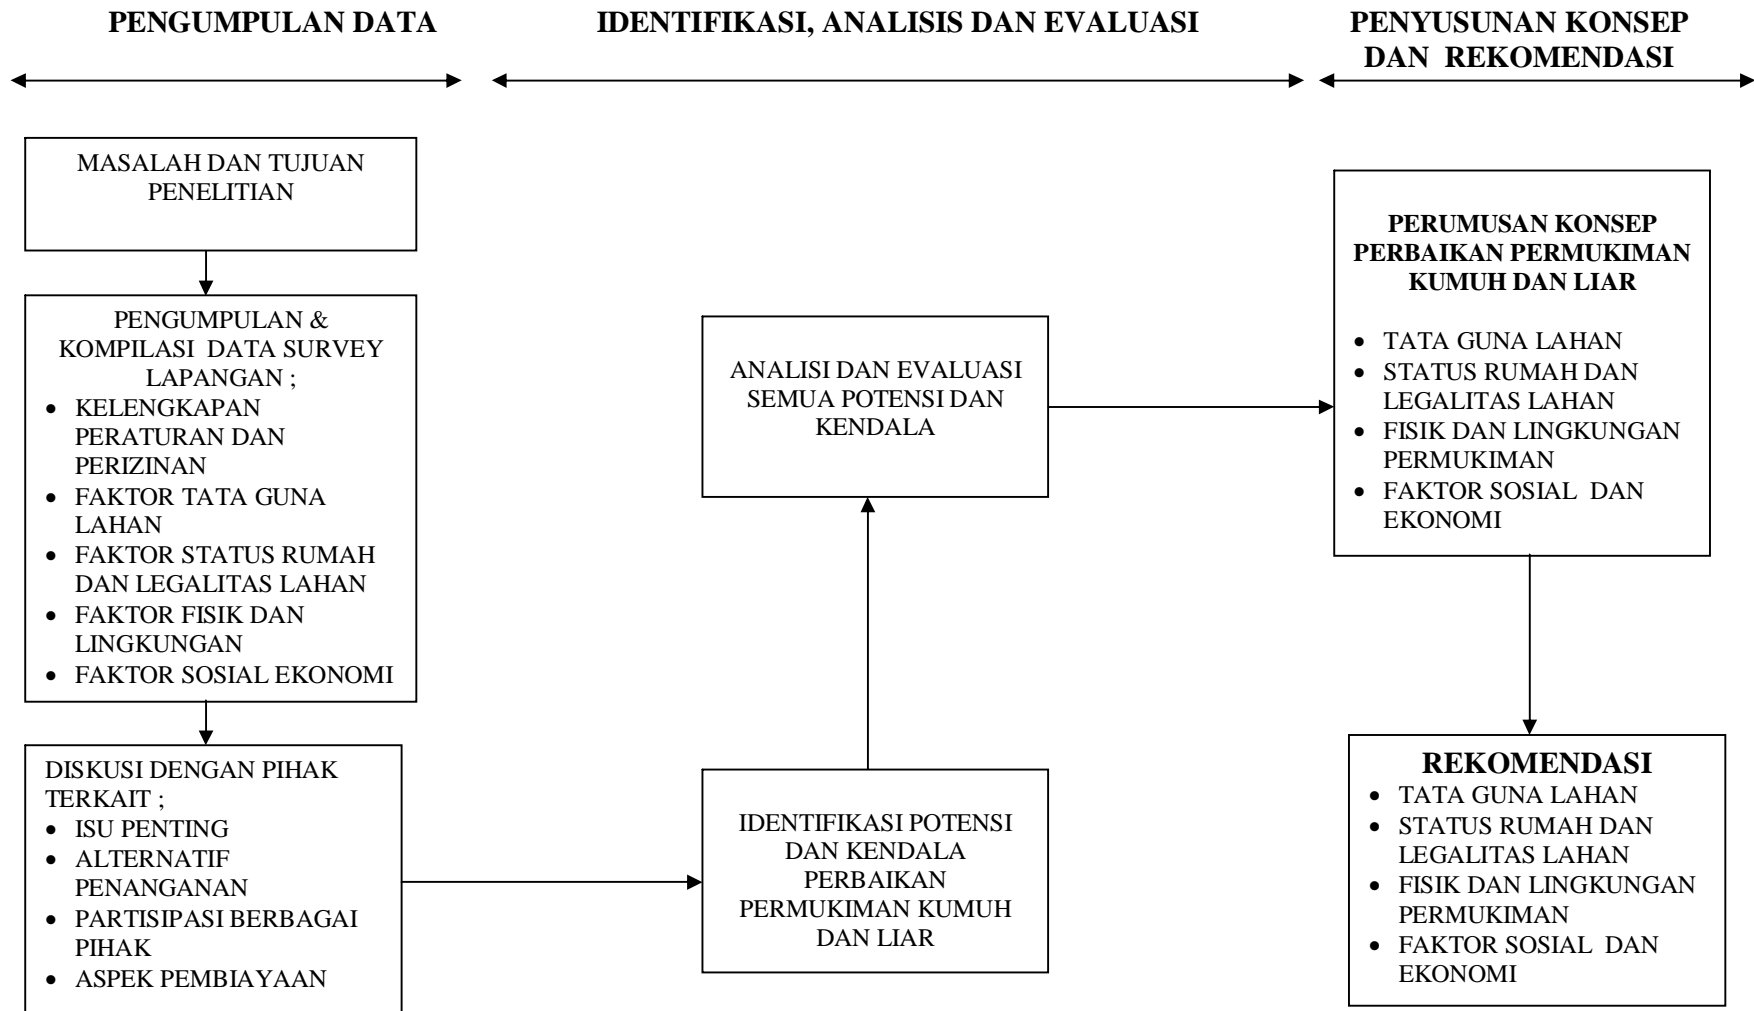 PENGUMPULAN DATA
IDENTIFIKASI, ANALISIS DAN EVALUASI
PENYUSUNAN KONSEP
DAN REKOMENDASI
MASALAH DAN TUJUAN
PENELITIAN
PENGUMPULAN &
KOMPILASI DATA SURVEY
LAPANGAN ;
• KELENGKAPAN
PERATURAN DAN
PERIZINAN
• FAKTOR TATA GUNA
LAHAN
• FAKTOR STATUS RUMAH
DAN LEGALITAS LAHAN
• FAKTOR FISIK DAN
LINGKUNGAN
• FAKTOR SOSIAL EKONOMI
DISKUSI DENGAN PIHAK
TERKAIT ;
• ISU PENTING
• ALTERNATIF
PENANGANAN
• PARTISIPASI BERBAGAI
PIHAK
• ASPEK PEMBIAYAAN
IDENTIFIKASI POTENSI
DAN KENDALA
PERBAIKAN
PERMUKIMAN KUMUH
DAN LIAR
ANALISI DAN EVALUASI
SEMUA POTENSI DAN
KENDALA
PERUMUSAN KONSEP
PERBAIKAN PERMUKIMAN
KUMUH DAN LIAR
• TATA GUNA LAHAN
• STATUS RUMAH DAN
LEGALITAS LAHAN
• FISIK DAN LINGKUNGAN
PERMUKIMAN
• FAKTOR SOSIAL DAN
EKONOMI
REKOMENDASI
• TATA GUNA LAHAN
• STATUS RUMAH DAN
LEGALITAS LAHAN
• FISIK DAN LINGKUNGAN
PERMUKIMAN
• FAKTOR SOSIAL DAN
EKONOMI